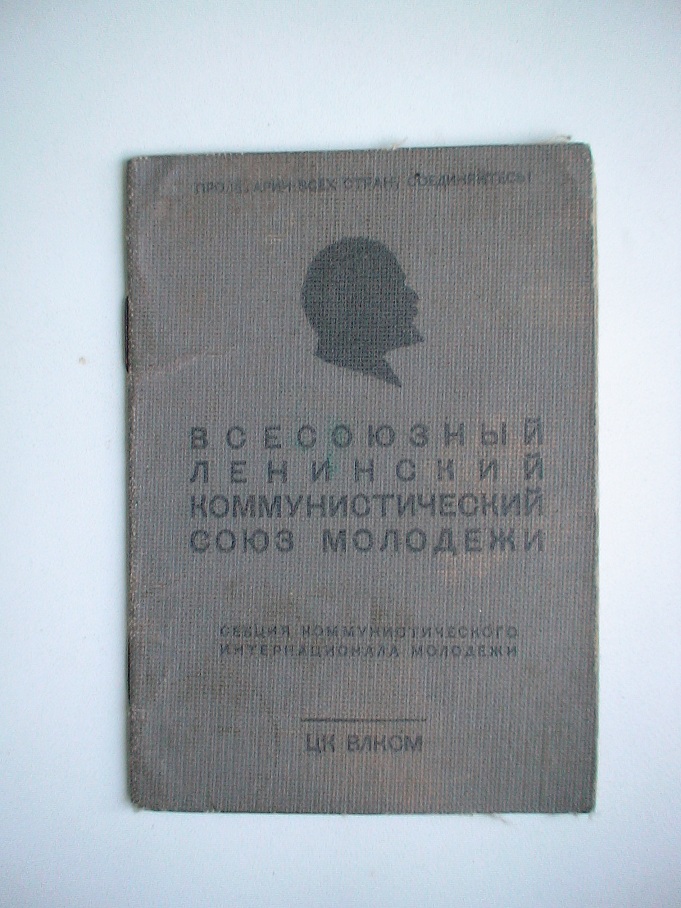 ПРОЛЕТАРИИ ВСЕХ СТРАН, СОЕДИНЯЙТЕСЬ!
ВСЕСОЮЗНЫЙ
ЛЕНИНСКИЙ
КОММУНИСТИЧЕСКИЙ
СОЮЗ МОЛОДЕЖИ
СЕКЦИЯ КОММУНИСТИЧЕСКОГО
ИНТЕРНАЦИОНАЛА МОЛОДЕЖИ
ЦК ВЛКСМ